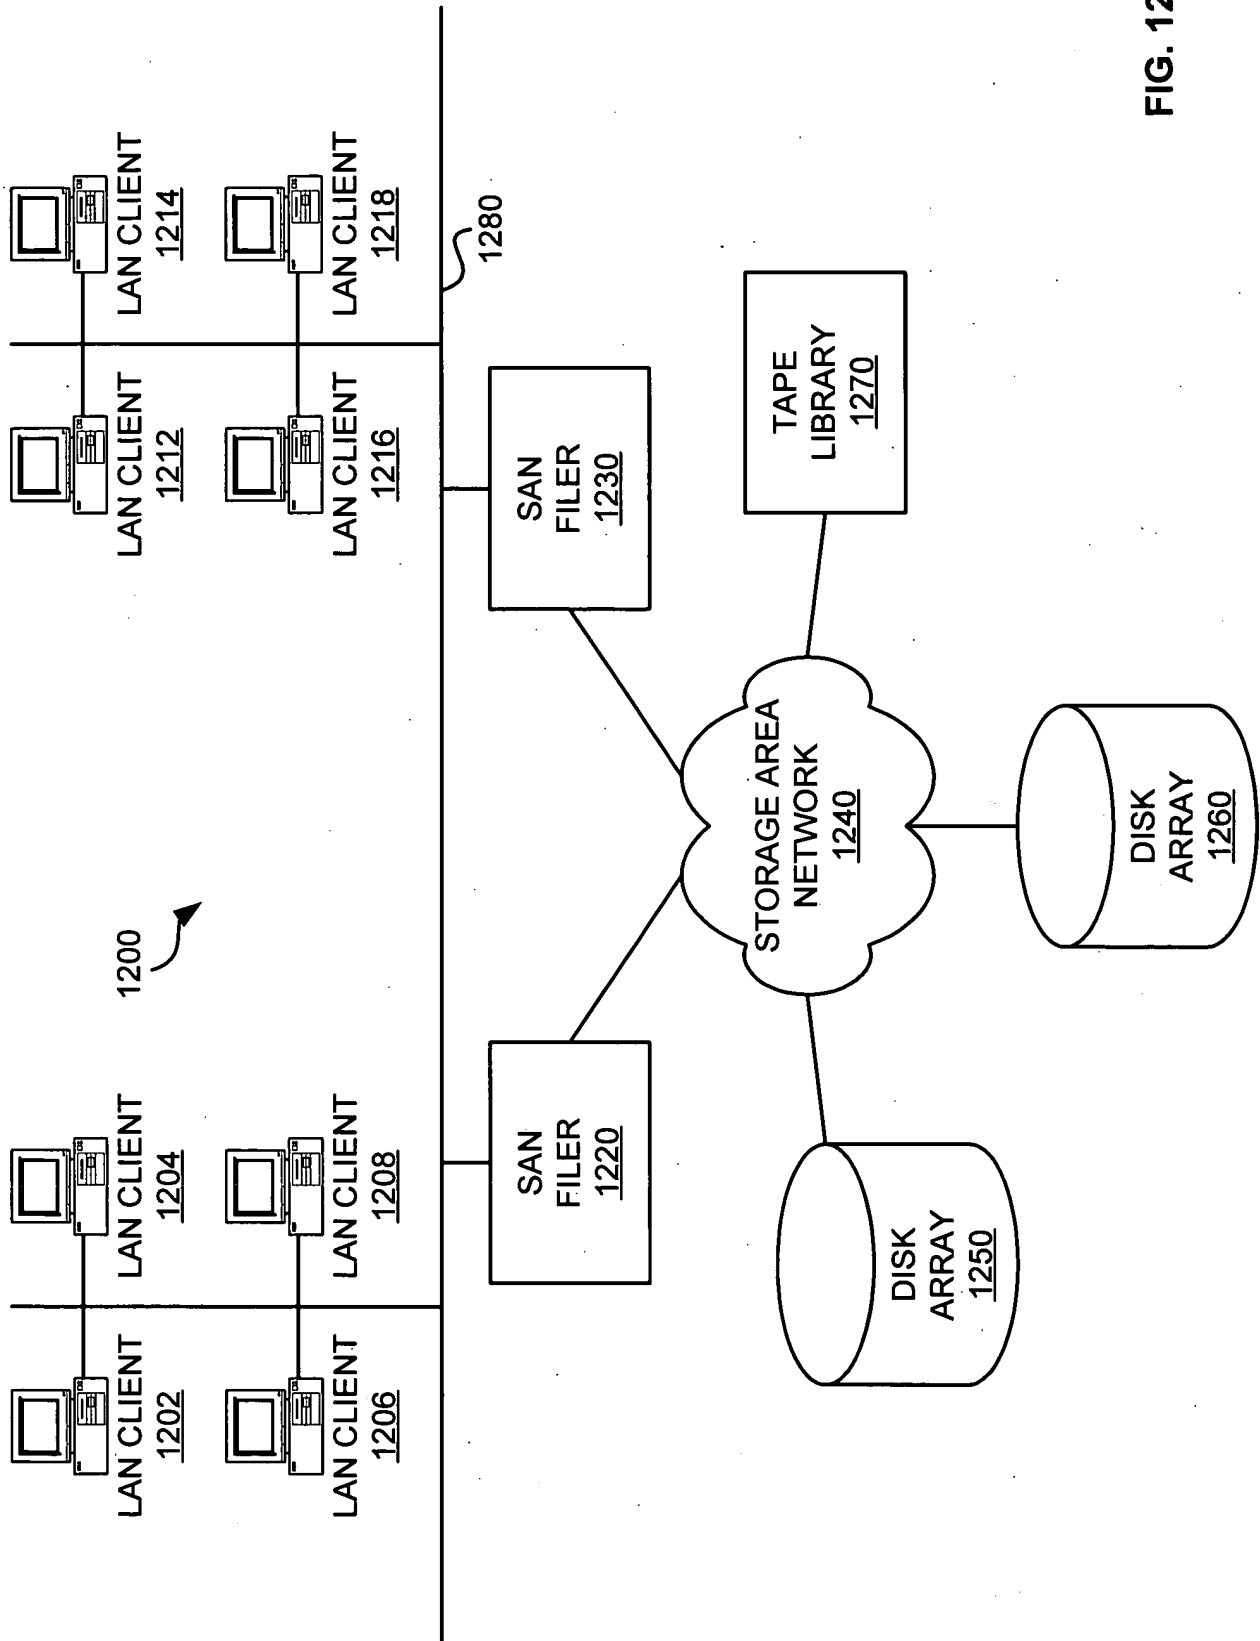 1200
LAN CLIENT
1202
LAN CLIENT
1204
LAN CLIENT
1212
LAN CLIENT
1214
LAN CLIENT
1206
LAN CLIENT
1208
LAN CLIENT
1216
LAN CLIENT
1218
1280
SAN
FILER
1220
SAN
FILER
1230
STORAGE AREA
NETWORK
1240
DISK
ARRAY
1250
TAPE
LIBRARY
1270
DISK
ARRAY
1260
FIG. 12